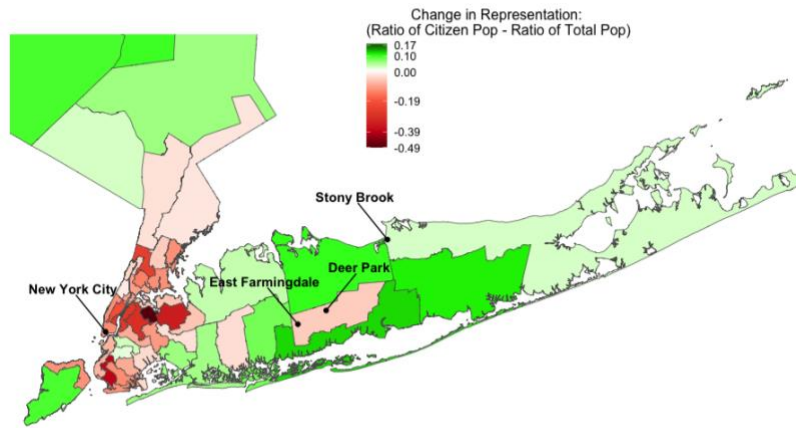 Change in Representation:
(Ratio of Citizen Pop - Ratio of Total Pop)
0.17
0.10
0.00
-0.19
-0.39
-0.49
Stony Brook
Deer Park
East Farmingdale
New York City